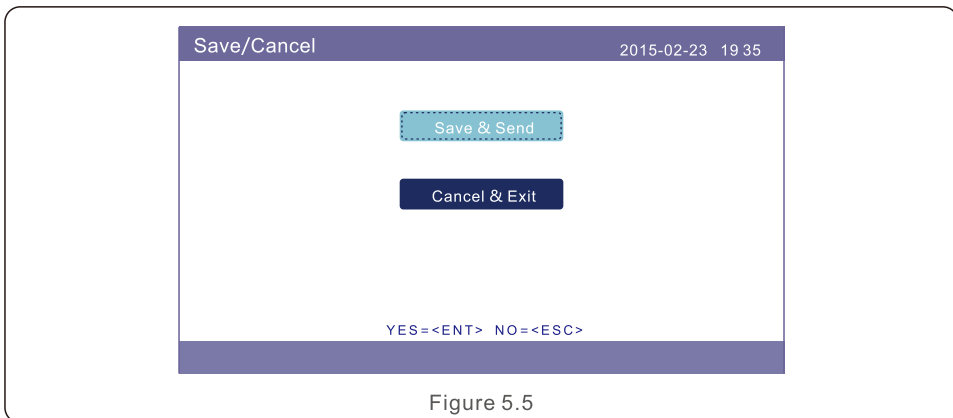 Save/Cancel 2015-02-23 19 35
Save & Send
Cancel & Exit
YES=<ENT> NO=<ESC>
Figure 5.5